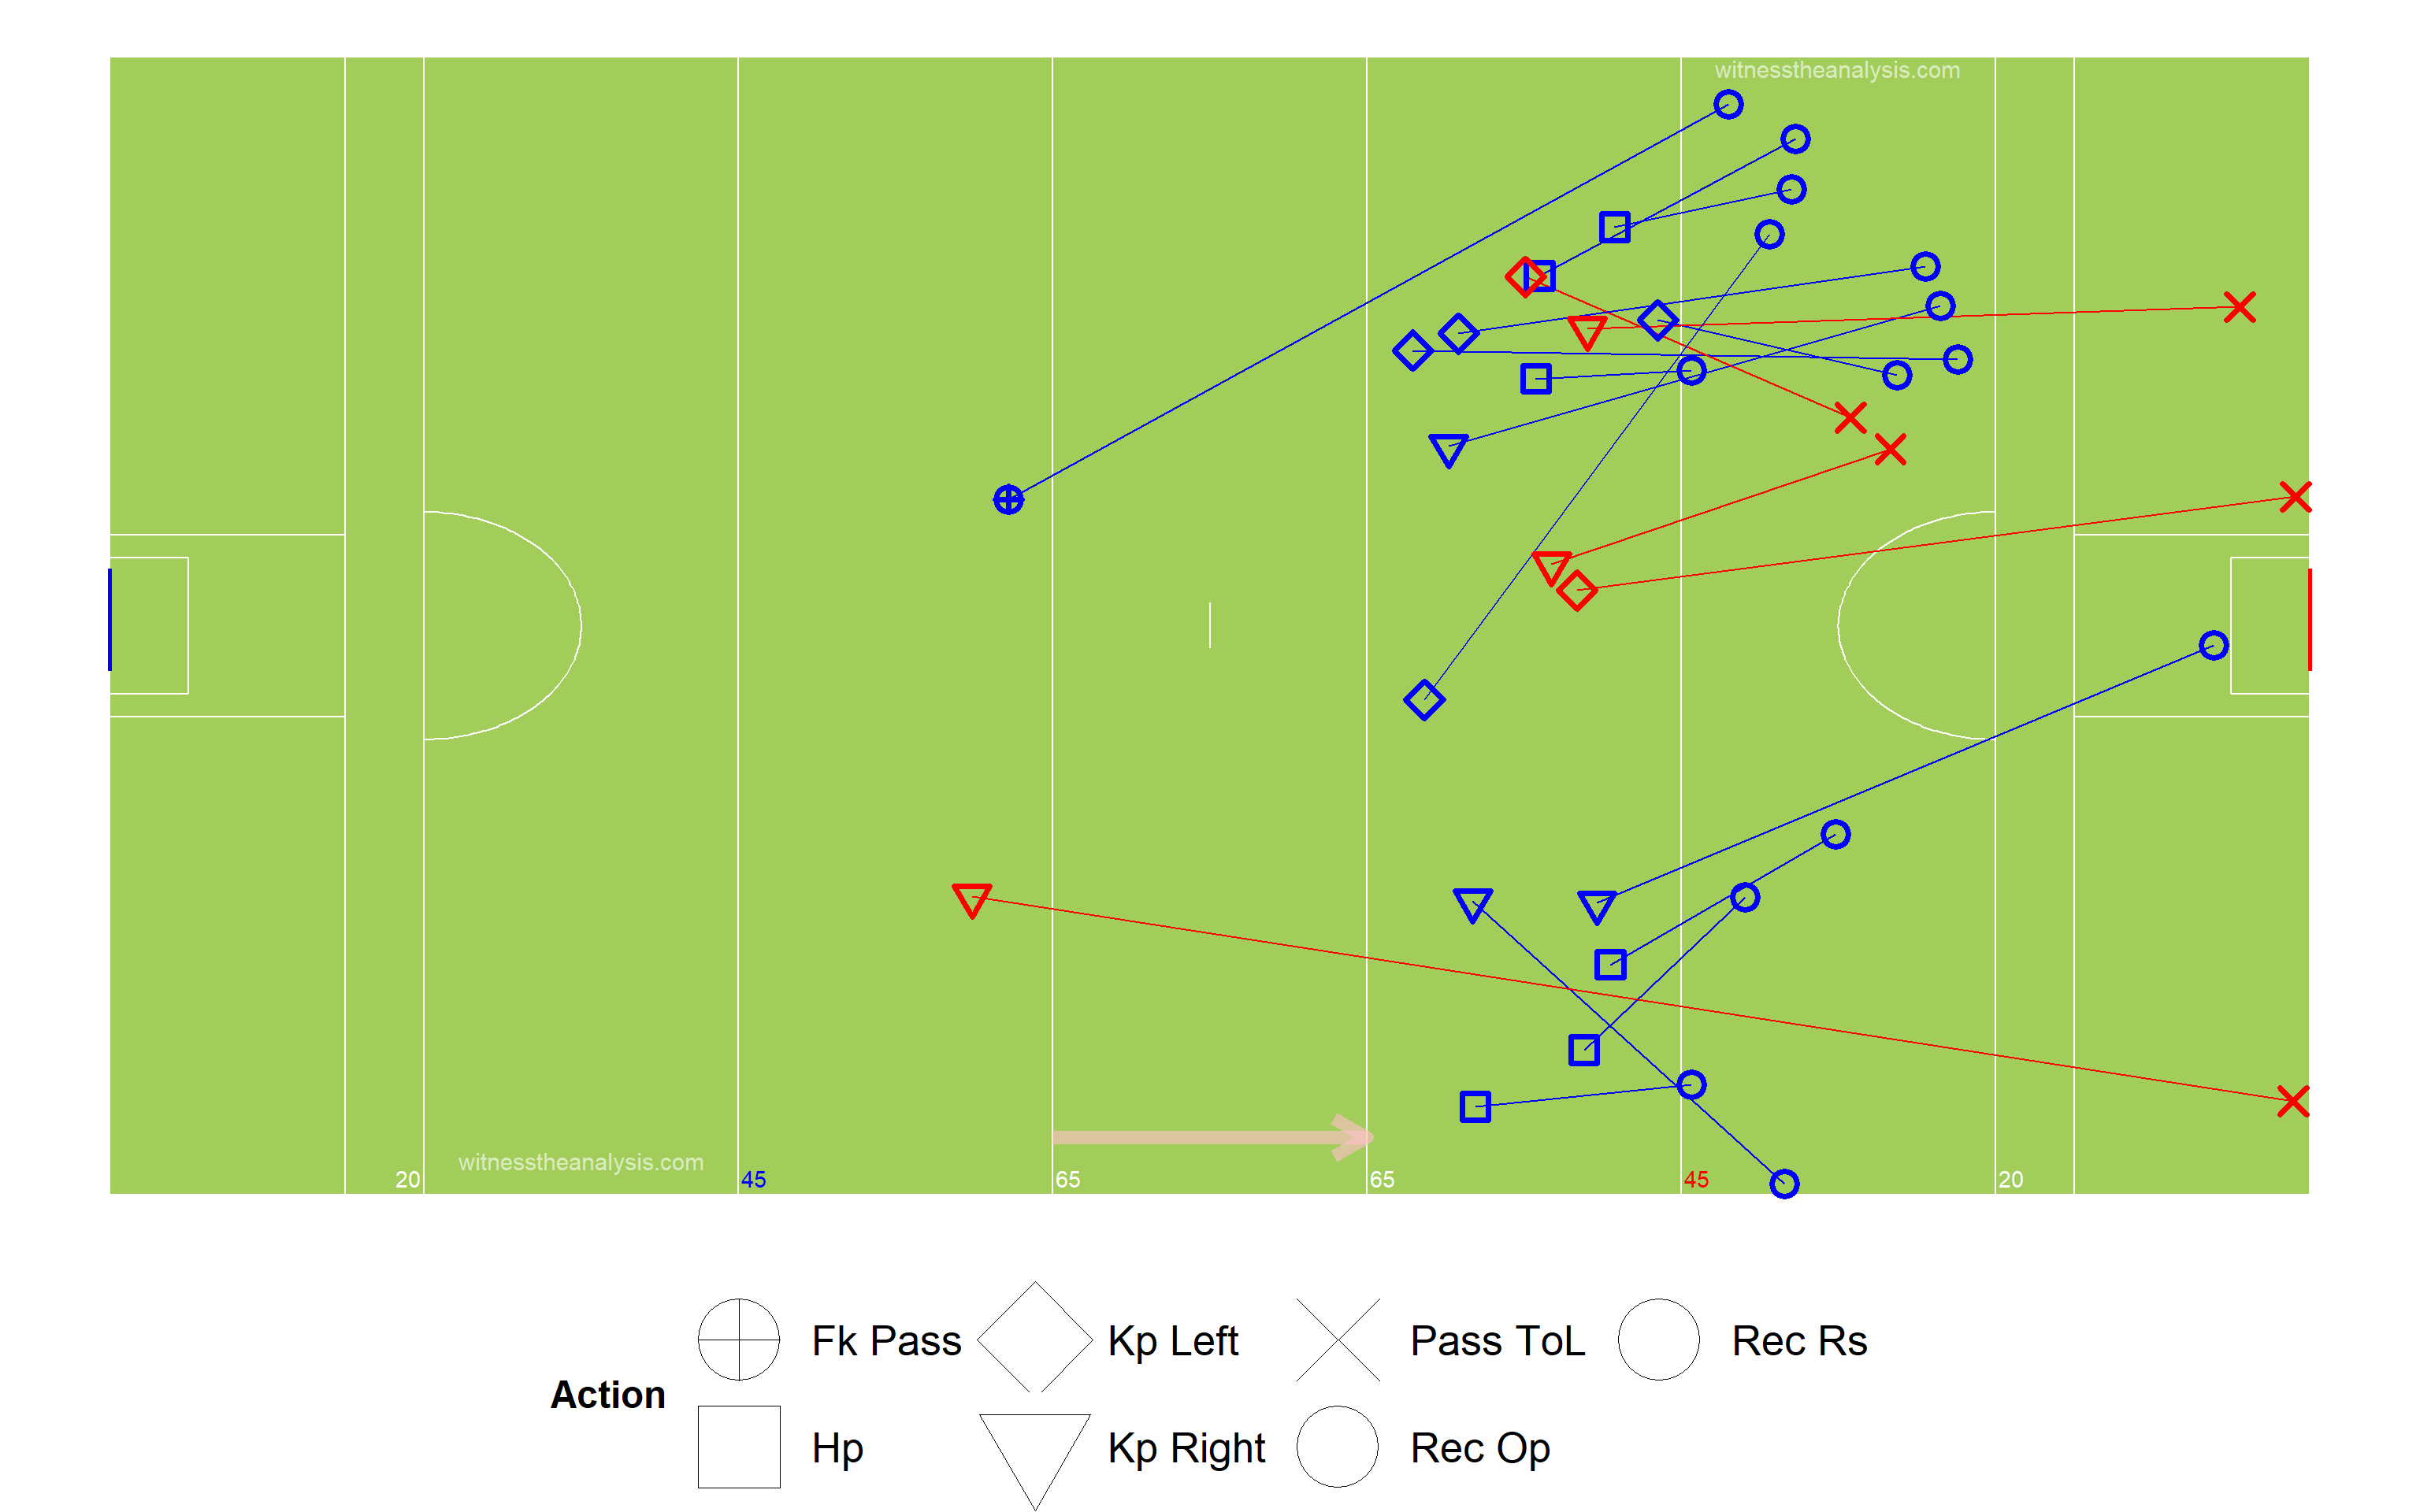 witnesstheanalysis.com
witnesstheanalysis.com
20 45 65 65 45 20
Fk Pass Kp Left Pass ToL Rec Rs
Action
Hp Kp Right Rec Op